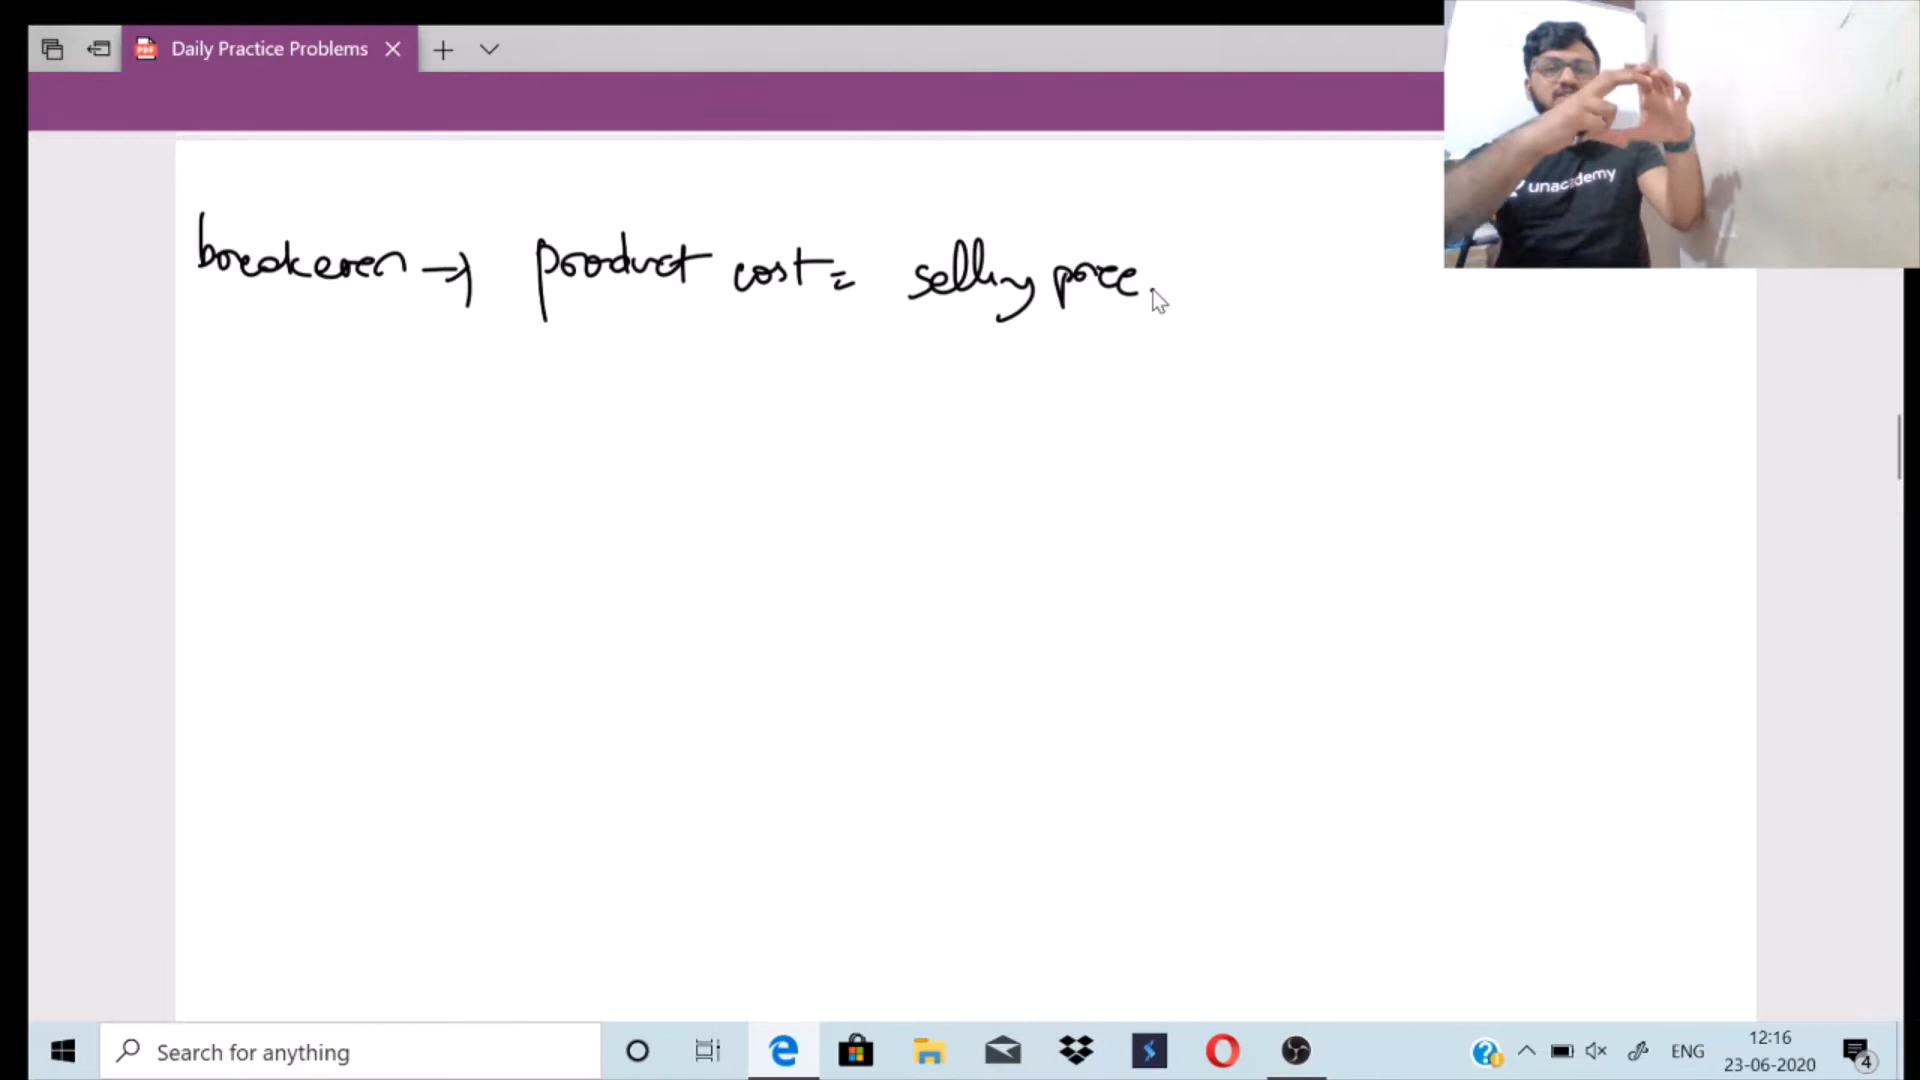 Daily Practice Problems
unacademy
breakeven → product cost = selling price.
Search for anything
ENG
12:16
23-06-2020
4